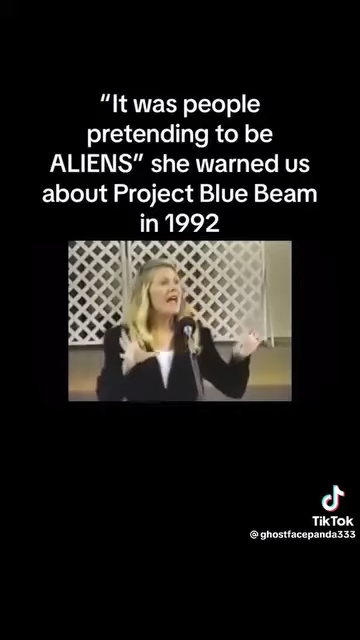 “It was people
pretending to be
ALIENS” she warned us
about Project Blue Beam
in 1992
TikTok
@ghostfacepanda333